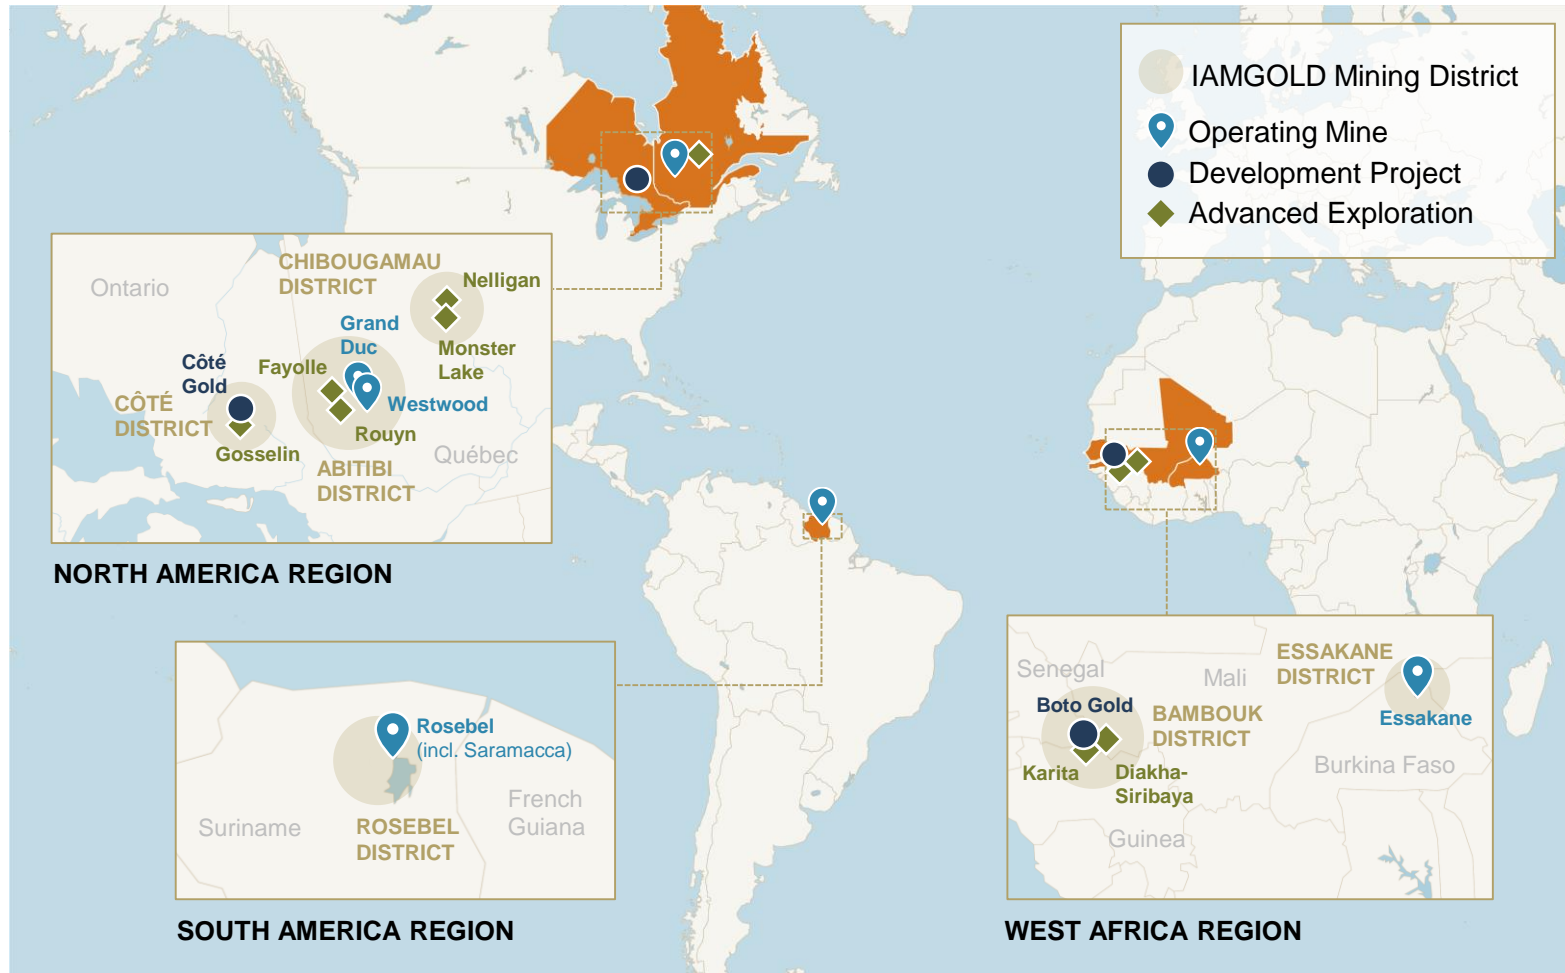 IAMGOLD Mining District
Operating Mine
Development Project
Advanced Exploration
Ontario
CHIBOUGAMAU
DISTRICT
Nelligan
Grand
Duc
Monster
Lake
Côté
Gold
Fayolle
CÔTÉ
DISTRICT
Westwood
Rouyn
Gosselin
Québec
ABITIBI
DISTRICT
NORTH AMERICA REGION
Rosebel
(incl. Saramacca)
French
Guiana
Suriname
ROSEBEL
DISTRICT
SOUTH AMERICA REGION
Senegal
Mali
ESSAKANE
DISTRICT
Boto Gold
BAMBOUK
DISTRICT
Essakane
Karita
Diakha-
Siribaya
Burkina Faso
Guinea
WEST AFRICA REGION